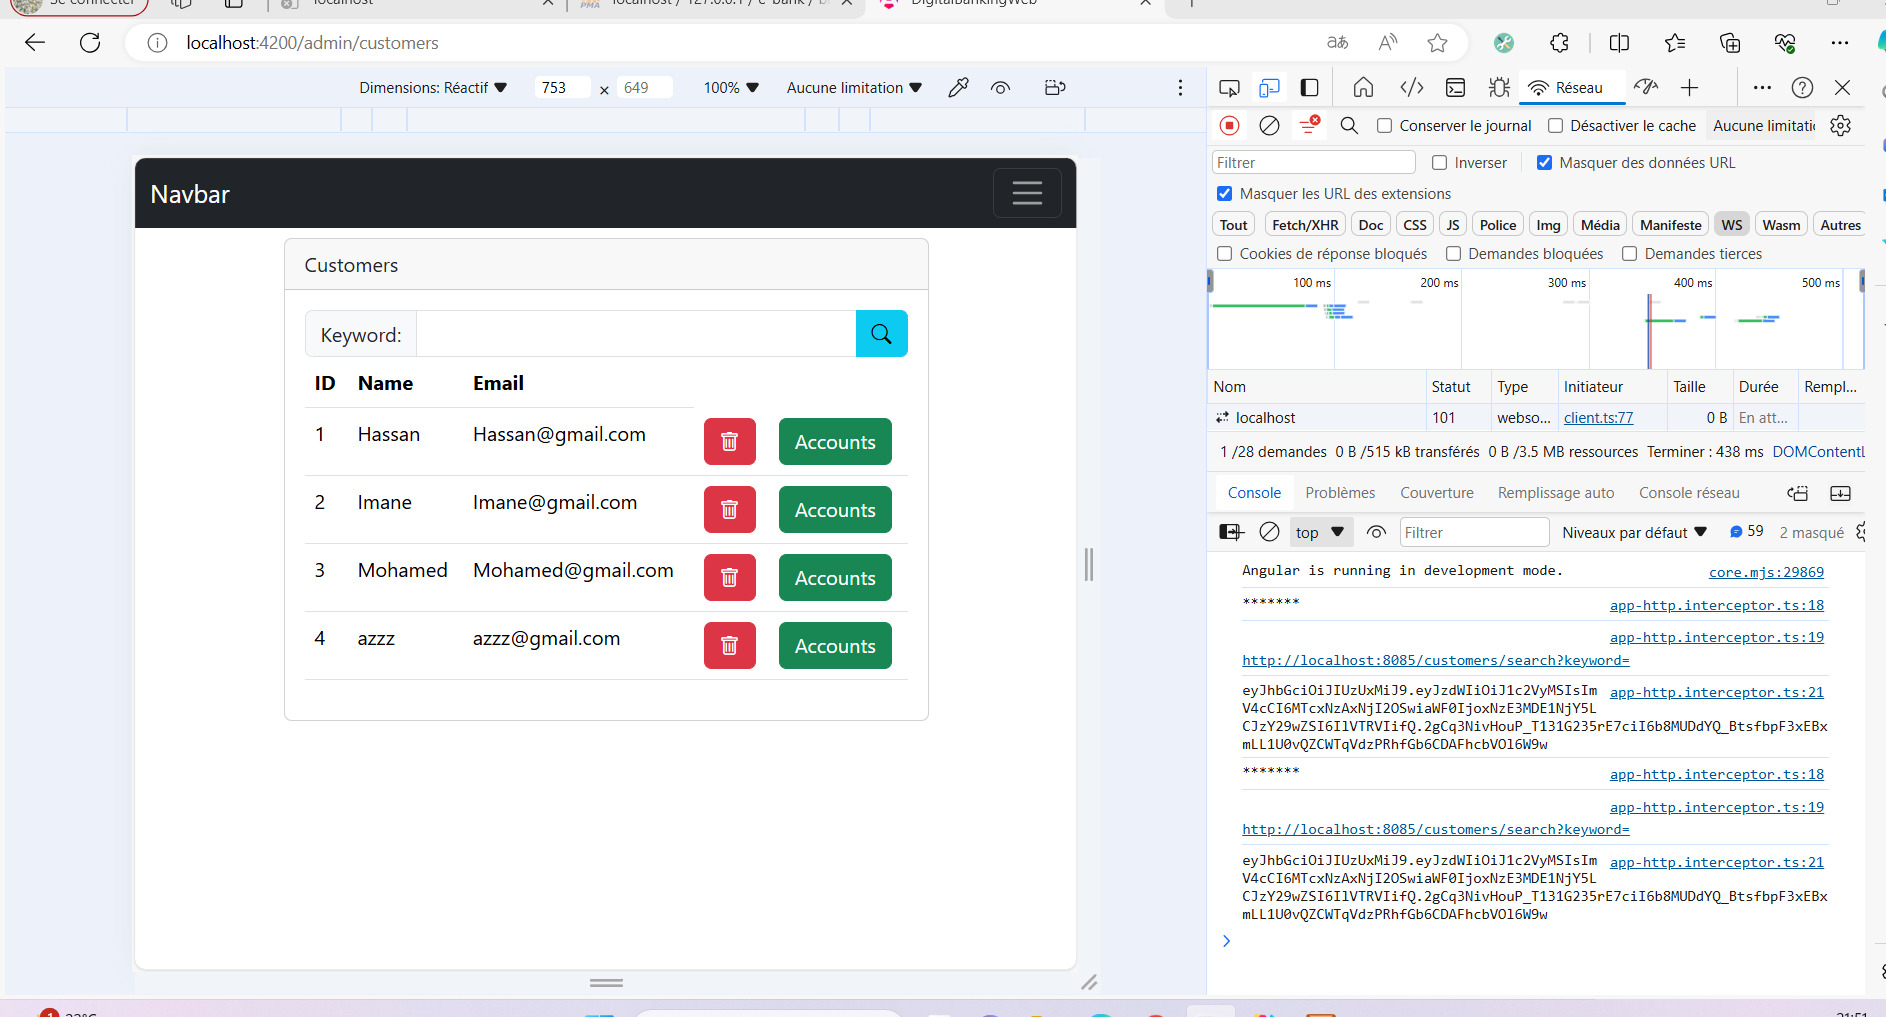 Se connecter
localhost
localhost / 127.0.0.1 / e-bank /
DigitalBankingWeb
localhost:4200/admin/customers
Dimensions: Réactif 753 × 649 100% Aucune limitation
Réseau
Conserver le journal Désactiver le cache Aucune limitati
Filtrer Inverser Masquer des données URL
Masquer les URL des extensions
Tout Fetch/XHR Doc CSS JS Police Img Média Manifeste WS Wasm Autres
Cookies de réponse bloqués Demandes bloquées Demandes tierces
100 ms 200 ms 300 ms 400 ms 500 ms
Nom Statut Type Initiateur Taille Durée Rempl...
localhost 101 webso... client.ts:77 0 B En att...
1 /28 demandes 0 B /515 kB transférés 0 B /3.5 MB ressources Terminer : 438 ms DOMContentL
Console Problèmes Couverture Remplissage auto Console réseau
top Filtrer Niveaux par défaut 59 2 masqué
Angular is running in development mode. core.mjs:29869
******* app-http.interceptor.ts:18
app-http.interceptor.ts:19
http://localhost:8085/customers/search?keyword=
eyJhbGciOiJIUzUxMiJ9.eyJzdWIiOiJ1c2VyMSIsIm app-http.interceptor.ts:21
V4cCI6MTcxNzAxNjI2OSwiaWF0IjoxNzE3MDE1NjY5L
CJzY29wZSI6IlVTRVIifQ.2gCq3NivHouP_T131G235rE7ciI6b8MUDdYQ_BtsfbpF3xEBx
mLL1U0vQZCWTqVdzPRhfGb6CDAFhcbVOl6W9w
******* app-http.interceptor.ts:18
app-http.interceptor.ts:19
http://localhost:8085/customers/search?keyword=
eyJhbGciOiJIUzUxMiJ9.eyJzdWIiOiJ1c2VyMSIsIm app-http.interceptor.ts:21
V4cCI6MTcxNzAxNjI2OSwiaWF0IjoxNzE3MDE1NjY5L
CJzY29wZSI6IlVTRVIifQ.2gCq3NivHouP_T131G235rE7ciI6b8MUDdYQ_BtsfbpF3xEBx
mLL1U0vQZCWTqVdzPRhfGb6CDAFhcbVOl6W9w
Navbar
Customers
Keyword:
ID Name Email
1 Hassan Hassan@gmail.com Accounts
2 Imane Imane@gmail.com Accounts
3 Mohamed Mohamed@gmail.com Accounts
4 azzz azzz@gmail.com Accounts